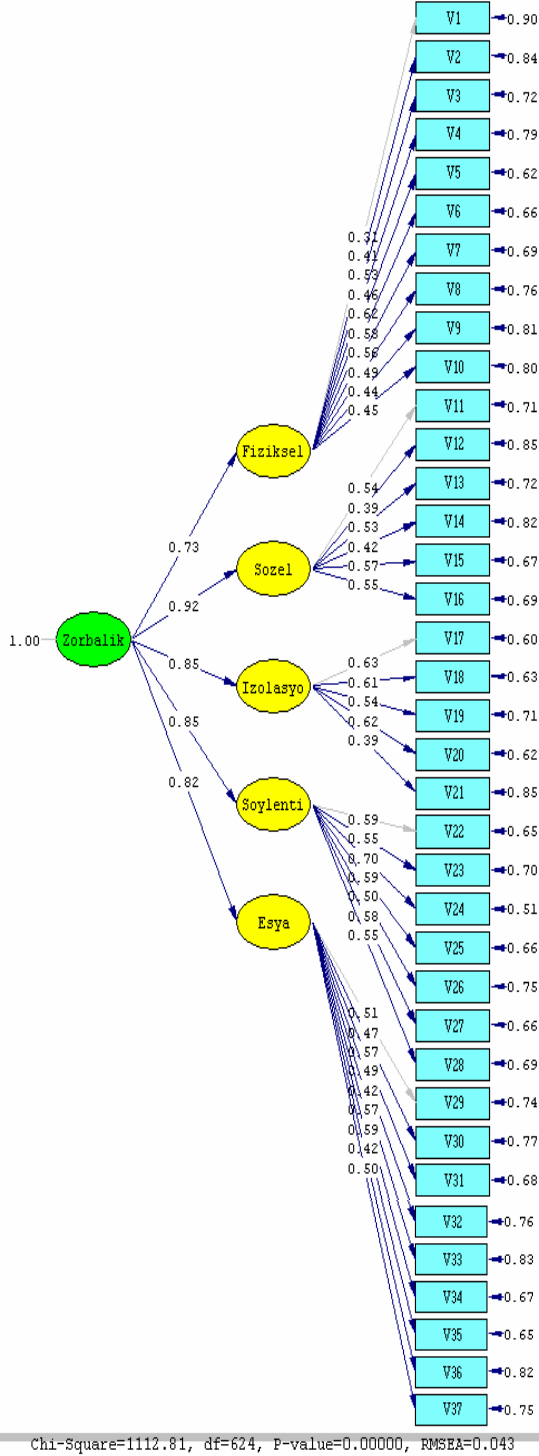 V1 0.90
V2 0.84
V3 0.72
V4 0.79
V5 0.62
V6 0.66
V7 0.69
V8 0.76
V9 0.81
V10 0.80
V11 0.71
V12 0.85
V13 0.72
V14 0.82
V15 0.67
V16 0.69
V17 0.60
V18 0.63
V19 0.71
V20 0.62
V21 0.85
V22 0.65
V23 0.70
V24 0.51
V25 0.66
V26 0.75
V27 0.66
V28 0.69
V29 0.74
V30 0.77
V31 0.68
V32 0.76
V33 0.83
V34 0.67
V35 0.65
V36 0.82
V37 0.75
0.31
0.41
0.53
0.46
0.62
0.58
0.56
0.49
0.44
0.45
Fiziksel
0.54
0.39
0.53
0.42
0.57
0.55
Sozel
0.63
0.61
0.54
0.62
0.39
Izolasyo
0.59
0.55
0.70
0.59
0.50
0.58
0.55
Soylenti
0.51
0.47
0.57
0.49
0.42
0.57
0.59
0.42
0.50
Esya
0.73
0.92
0.85
0.85
0.82
1.00 Zorbalik
Chi-Square=1112.81, df=624, P-value=0.00000, RMSEA=0.043